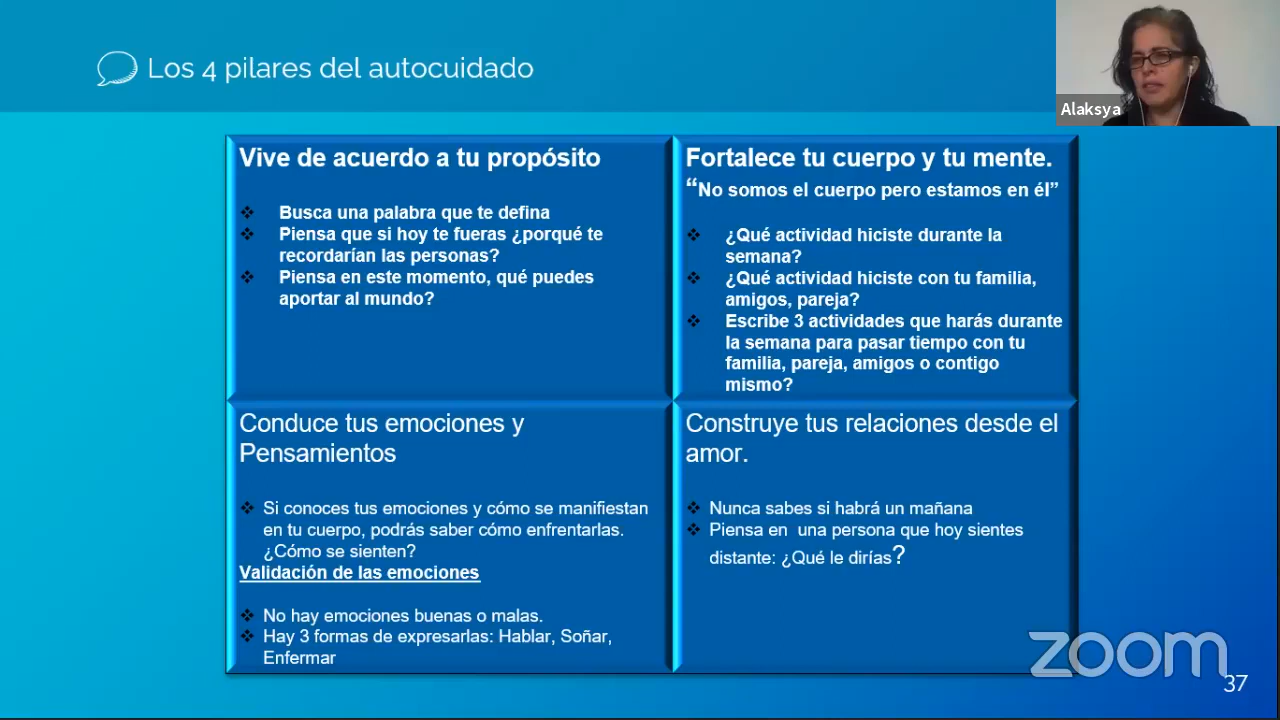 Los 4 pilares del autocuidado
Alaksya
Vive de acuerdo a tu propósito
Busca una palabra que te defina
Piensa que si hoy te fueras ¿porqué te
recordarían las personas?
Piensa en este momento, qué puedes
aportar al mundo?
Fortalece tu cuerpo y tu mente.
“No somos el cuerpo pero estamos en él”
¿Qué actividad hiciste durante la
semana?
¿Qué actividad hiciste con tu familia,
amigos, pareja?
Escribe 3 actividades que harás durante
la semana para pasar tiempo con tu
familia, pareja, amigos o contigo
mismo?
Conduce tus emociones y
Pensamientos
Si conoces tus emociones y cómo se manifiestan
en tu cuerpo, podrás saber cómo enfrentarlas.
¿Cómo se sienten?
Validación de las emociones
No hay emociones buenas o malas.
Hay 3 formas de expresarlas: Hablar, Soñar,
Enfermar
Construye tus relaciones desde el
amor.
Nunca sabes si habrá un mañana
Piensa en una persona que hoy sientes
distante: ¿Qué le dirías?
zoom
37